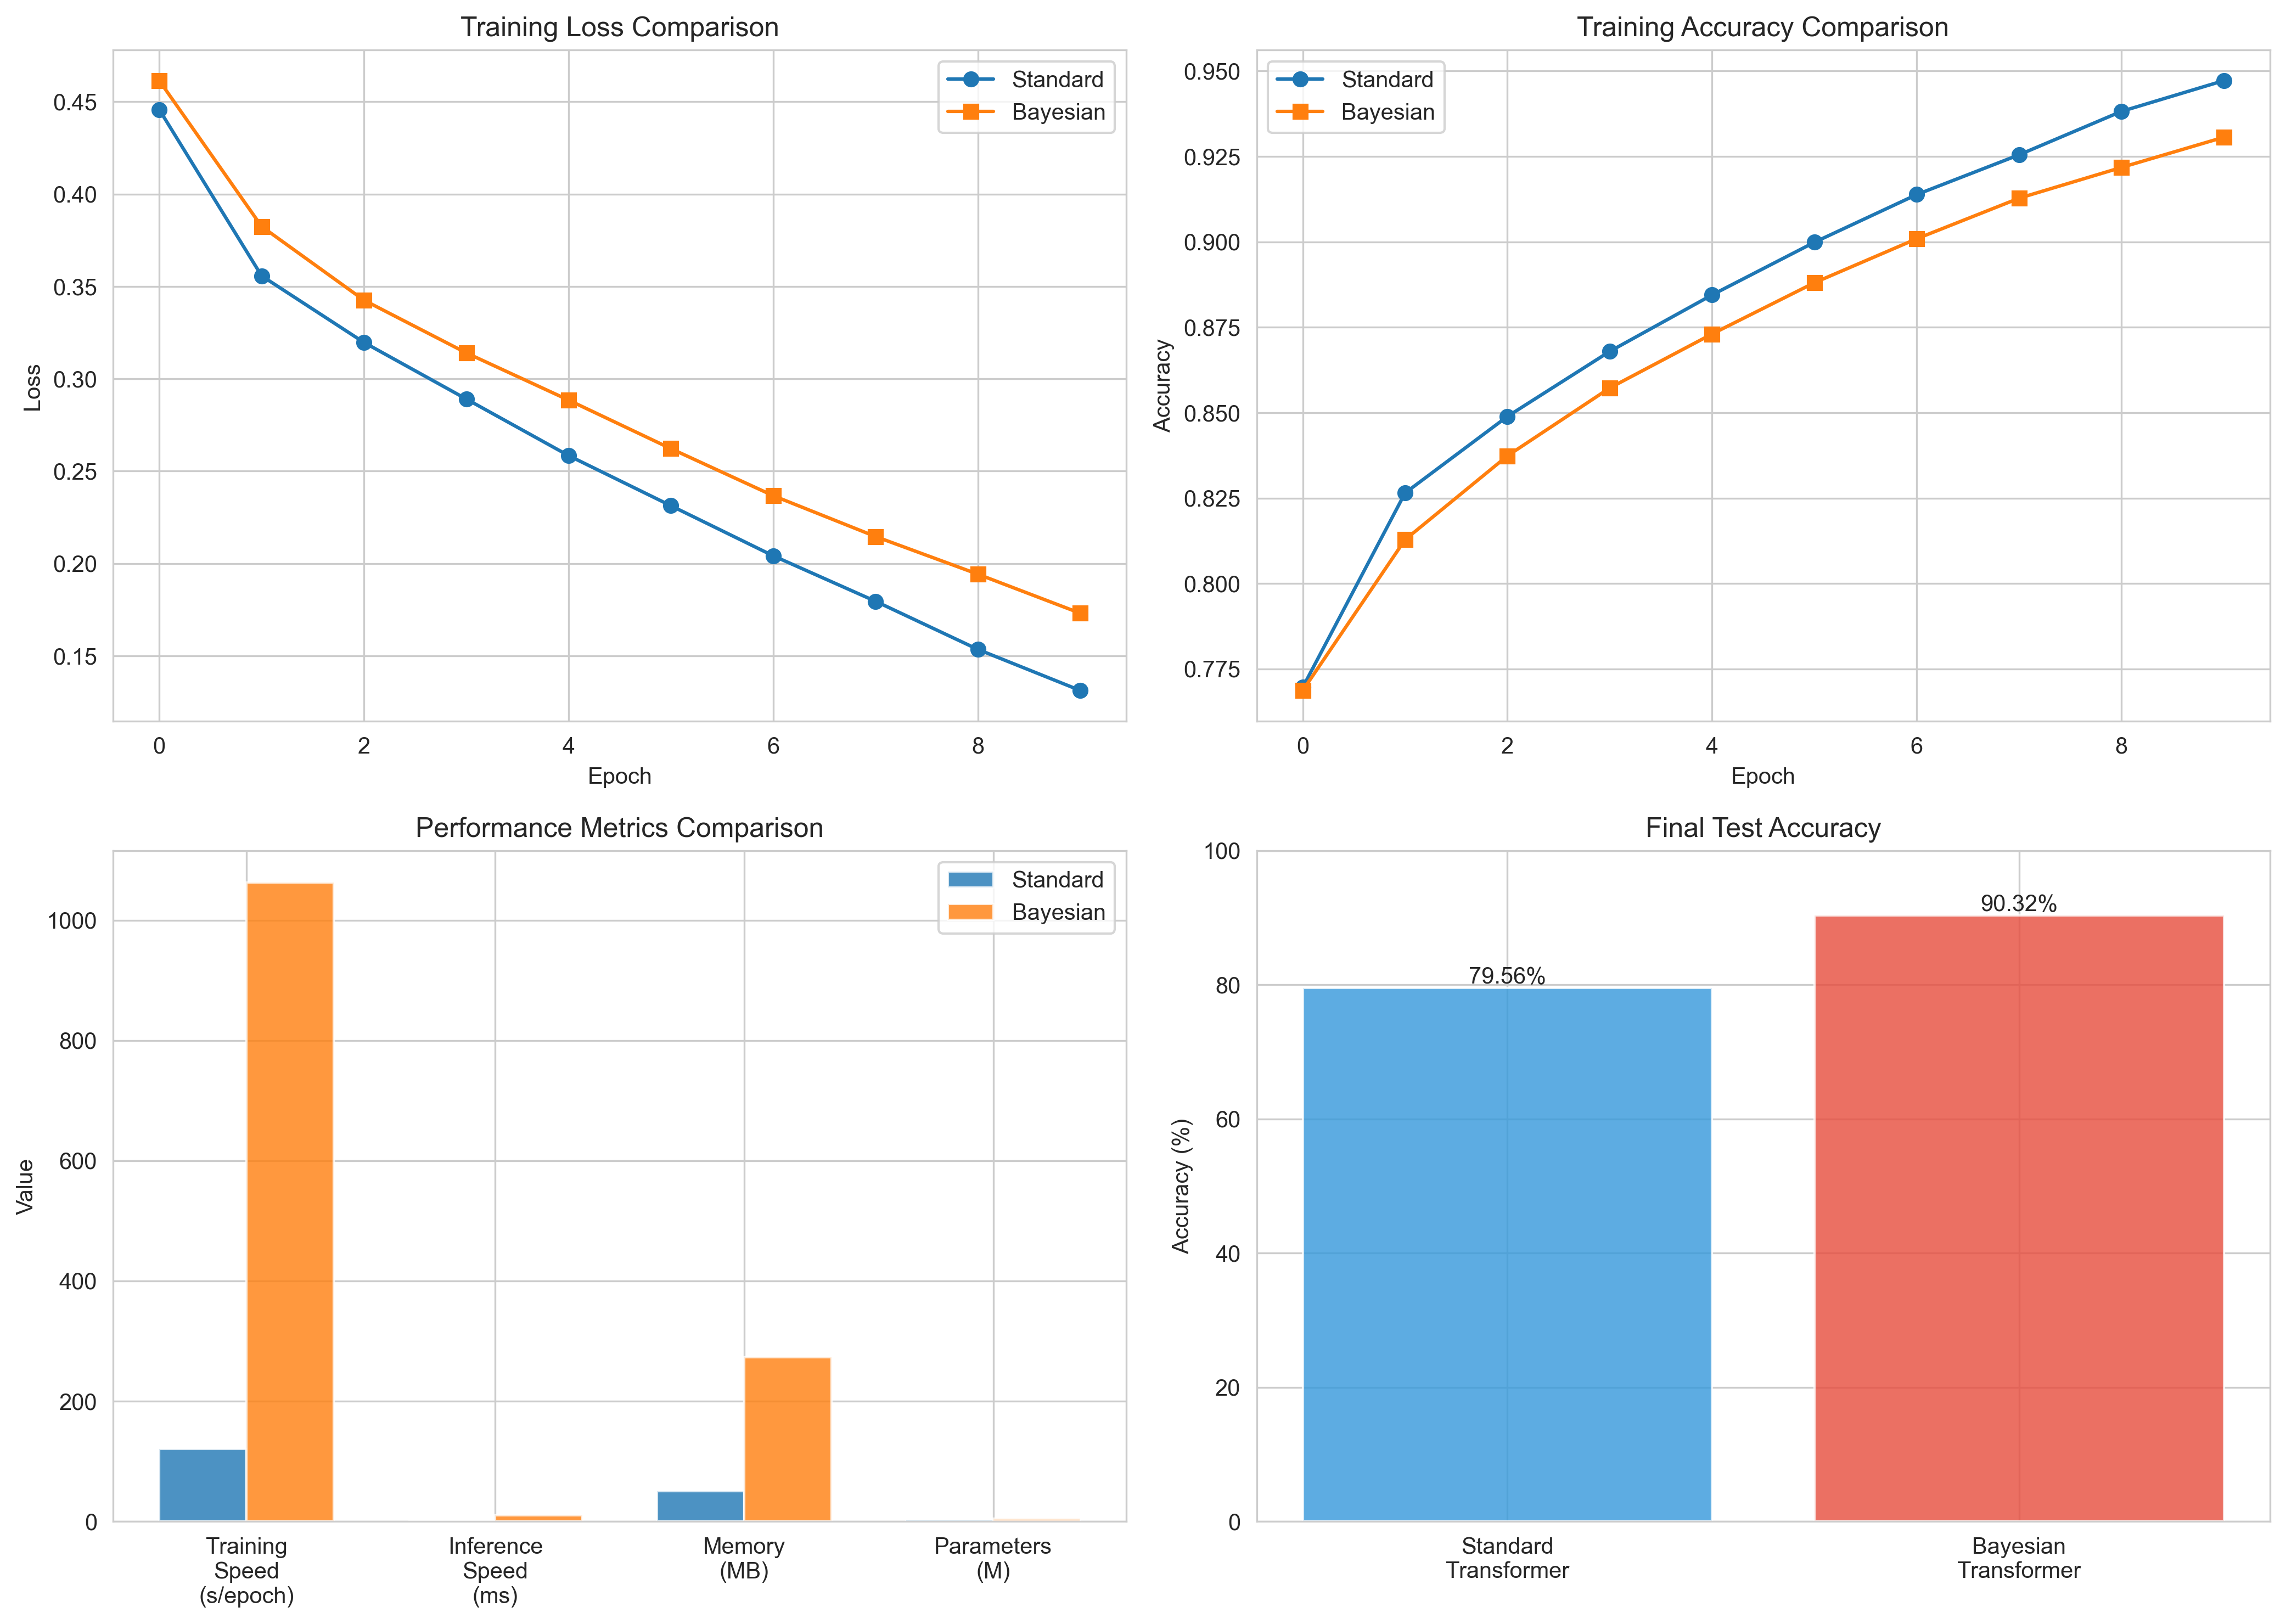 Training Loss Comparison
Loss
0.45
0.40
0.35
0.30
0.25
0.20
0.15
Standard
Bayesian
0 2 4 6 8
Epoch
Training Accuracy Comparison
Accuracy
0.950
0.925
0.900
0.875
0.850
0.825
0.800
0.775
Standard
Bayesian
0 2 4 6 8
Epoch
Performance Metrics Comparison
Value
1000
800
600
400
200
0
Standard
Bayesian
Training
Speed
(s/epoch)
Inference
Speed
(ms)
Memory
(MB)
Parameters
(M)
Final Test Accuracy
Accuracy (%)
100
80
60
40
20
0
79.56%
90.32%
Standard
Transformer
Bayesian
Transformer